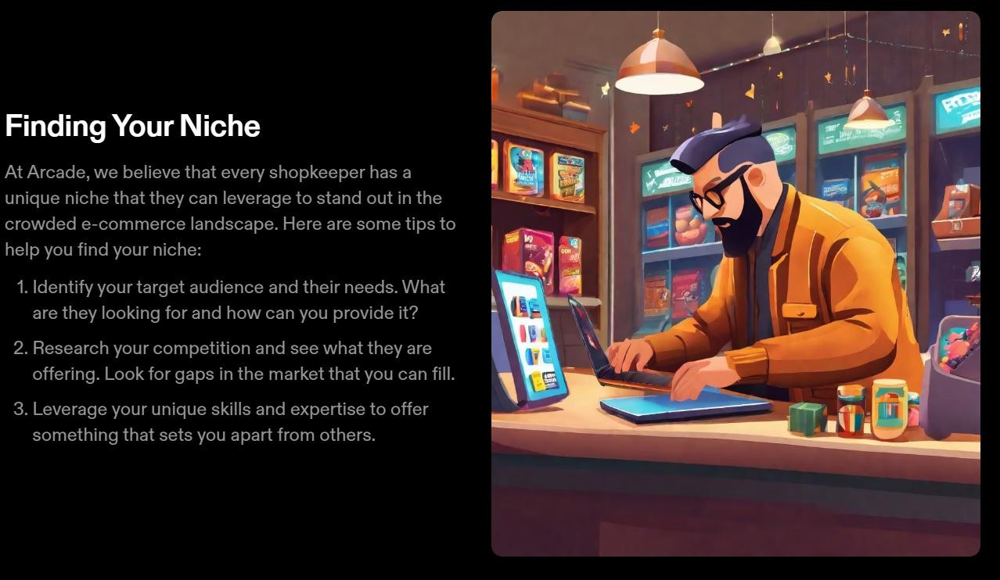 Finding Your Niche
At Arcade, we believe that every shopkeeper has a
unique niche that they can leverage to stand out in the
crowded e-commerce landscape. Here are some tips to
help you find your niche:
1. Identify your target audience and their needs. What
are they looking for and how can you provide it?
2. Research your competition and see what they are
offering. Look for gaps in the market that you can fill.
3. Leverage your unique skills and expertise to offer
something that sets you apart from others.